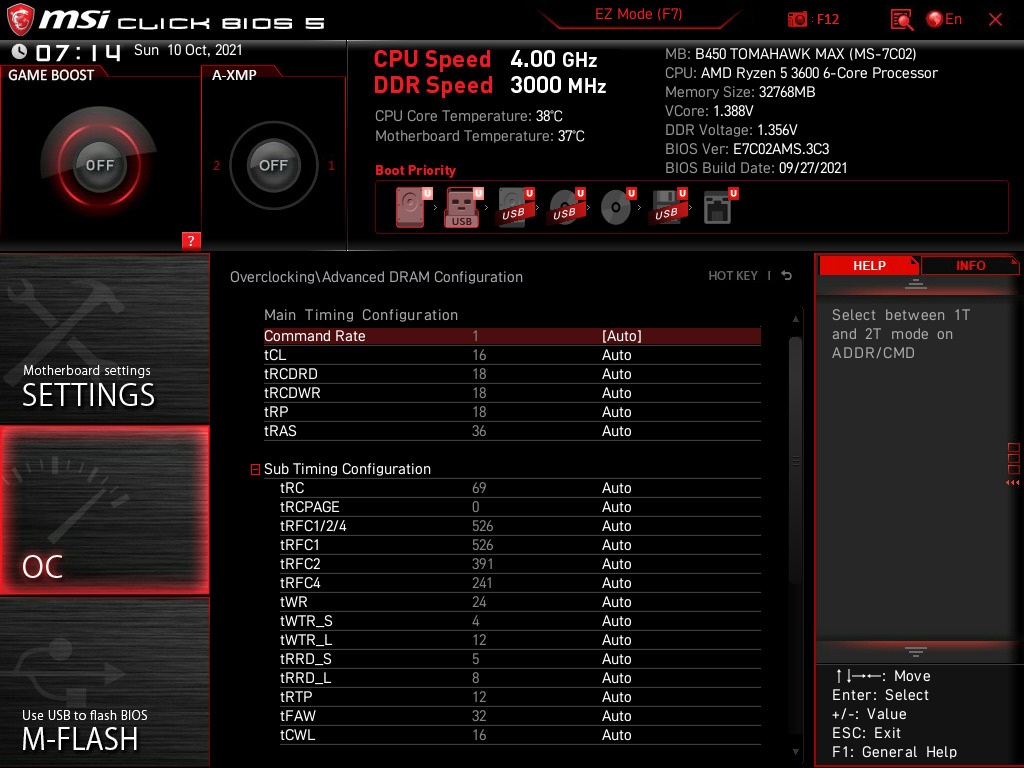 msi CLICK BIOS 5
EZ Mode (F7)
: F12
En
07:14 Sun 10 Oct, 2021
GAME BOOST
OFF
?
A-XMP
2 OFF 1
CPU Speed 4.00 GHz
DDR Speed 3000 MHz
CPU Core Temperature: 38°C
Motherboard Temperature: 37°C
MB: B450 TOMAHAWK MAX (MS-7C02)
CPU: AMD Ryzen 5 3600 6-Core Processor
Memory Size: 32768MB
VCore: 1.388V
DDR Voltage: 1.356V
BIOS Ver: E7C02AMS.3C3
BIOS Build Date: 09/27/2021
Boot Priority
U U U U U U U
USB USB USB USB
Motherboard settings
SETTINGS
OC
Use USB to flash BIOS
M-FLASH
Overclocking\Advanced DRAM Configuration
HOT KEY |
Main Timing Configuration
Command Rate 1 [Auto]
tCL 16 Auto
tRCDRD 18 Auto
tRCDWR 18 Auto
tRP 18 Auto
tRAS 36 Auto
Sub Timing Configuration
tRC 69 Auto
tRCPAGE 0 Auto
tRFC1/2/4 526 Auto
tRFC1 526 Auto
tRFC2 391 Auto
tRFC4 241 Auto
tWR 24 Auto
tWTR_S 4 Auto
tWTR_L 12 Auto
tRRD_S 5 Auto
tRRD_L 8 Auto
tRTP 12 Auto
tFAW 32 Auto
tCWL 16 Auto
HELP INFO
Select between 1T
and 2T mode on
ADDR/CMD
↑↓→←: Move
Enter: Select
+/-: Value
ESC: Exit
F1: General Help